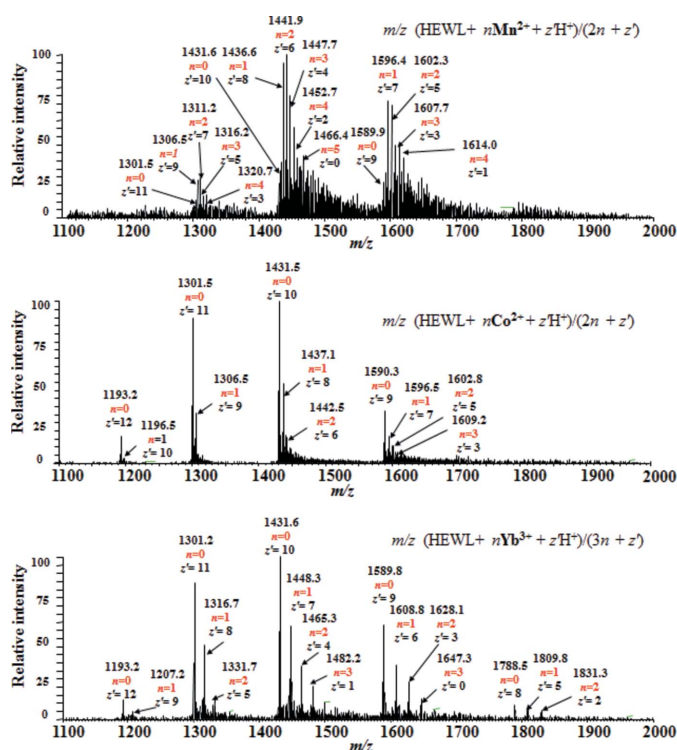 m/z (HEWL+ nMn²⁺ + z'H⁺)/(2n + z')
Relative intensity
100
75
50
25
0
1301.5
n=0
z'=11
1306.5
n=1
z'=9
1311.2
n=2
z'=7
1316.2
n=3
z'=5
1320.7
n=4
z'=3
1431.6
n=0
z'=10
1436.6
n=1
z'=8
1441.9
n=2
z'=6
1447.7
n=3
z'=4
1452.7
n=4
z'=2
1466.4
n=5
z'=0
1589.9
n=0
z'=9
1596.4
n=1
z'=7
1602.3
n=2
z'=5
1607.7
n=3
z'=3
1614.0
n=4
z'=1
1100 1200 1300 1400 1500 1600 1700 1800 1900 2000
m/z
m/z (HEWL+ nCo²⁺ + z'H⁺)/(2n + z')
Relative intensity
100
75
50
25
0
1193.2
n=0
z'=12
1196.5
n=1
z'= 10
1301.5
n=0
z'= 11
1306.5
n=1
z'= 9
1431.5
n=0
z'= 10
1437.1
n=1
z'= 8
1442.5
n=2
z'= 6
1590.3
n=0
z'= 9
1596.5
n=1
z'= 7
1602.8
n=2
z'= 5
1609.2
n=3
z'= 3
1100 1200 1300 1400 1500 1600 1700 1800 1900 2000
m/z
m/z (HEWL+ nYb³⁺ + z'H⁺)/(3n + z')
Relative intensity
100
75
50
25
0
1193.2
n=0
z'= 12
1207.2
n=1
z'= 9
1301.2
n=0
z'= 11
1316.7
n=1
z'= 8
1331.7
n=2
z'= 5
1431.6
n=0
z'= 10
1448.3
n=1
z'= 7
1465.3
n=2
z'= 4
1482.2
n=3
z'= 1
1589.8
n=0
z'= 9
1608.8
n=1
z'= 6
1628.1
n=2
z'= 3
1647.3
n=3
z'= 0
1788.5
n=0
z'= 8
1809.8
n=1
z'= 5
1831.3
n=2
z'= 2
1100 1200 1300 1400 1500 1600 1700 1800 1900 2000
m/z